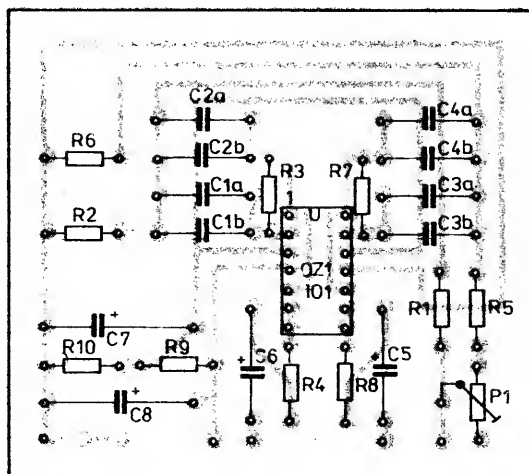 C2a
C4a
R6
C2b
R3
R7
C4b
C1a
1
C3a
R2
C1b
U
C3b
OZ1
IO1
R1
R5
+
C7
R10
R9
+
C6
+
C5
R4
R8
P1
+
C8